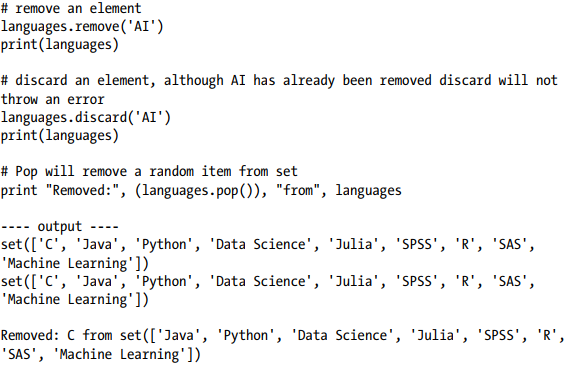 # remove an element
languages.remove('AI')
print(languages)
# discard an element, although AI has already been removed discard will not
throw an error
languages.discard('AI')
print(languages)
# Pop will remove a random item from set
print "Removed:", (languages.pop()), "from", languages
---- output ----
set(['C', 'Java', 'Python', 'Data Science', 'Julia', 'SPSS', 'R', 'SAS',
'Machine Learning'])
set(['C', 'Java', 'Python', 'Data Science', 'Julia', 'SPSS', 'R', 'SAS',
'Machine Learning'])
Removed: C from set(['Java', 'Python', 'Data Science', 'Julia', 'SPSS', 'R',
'SAS', 'Machine Learning'])